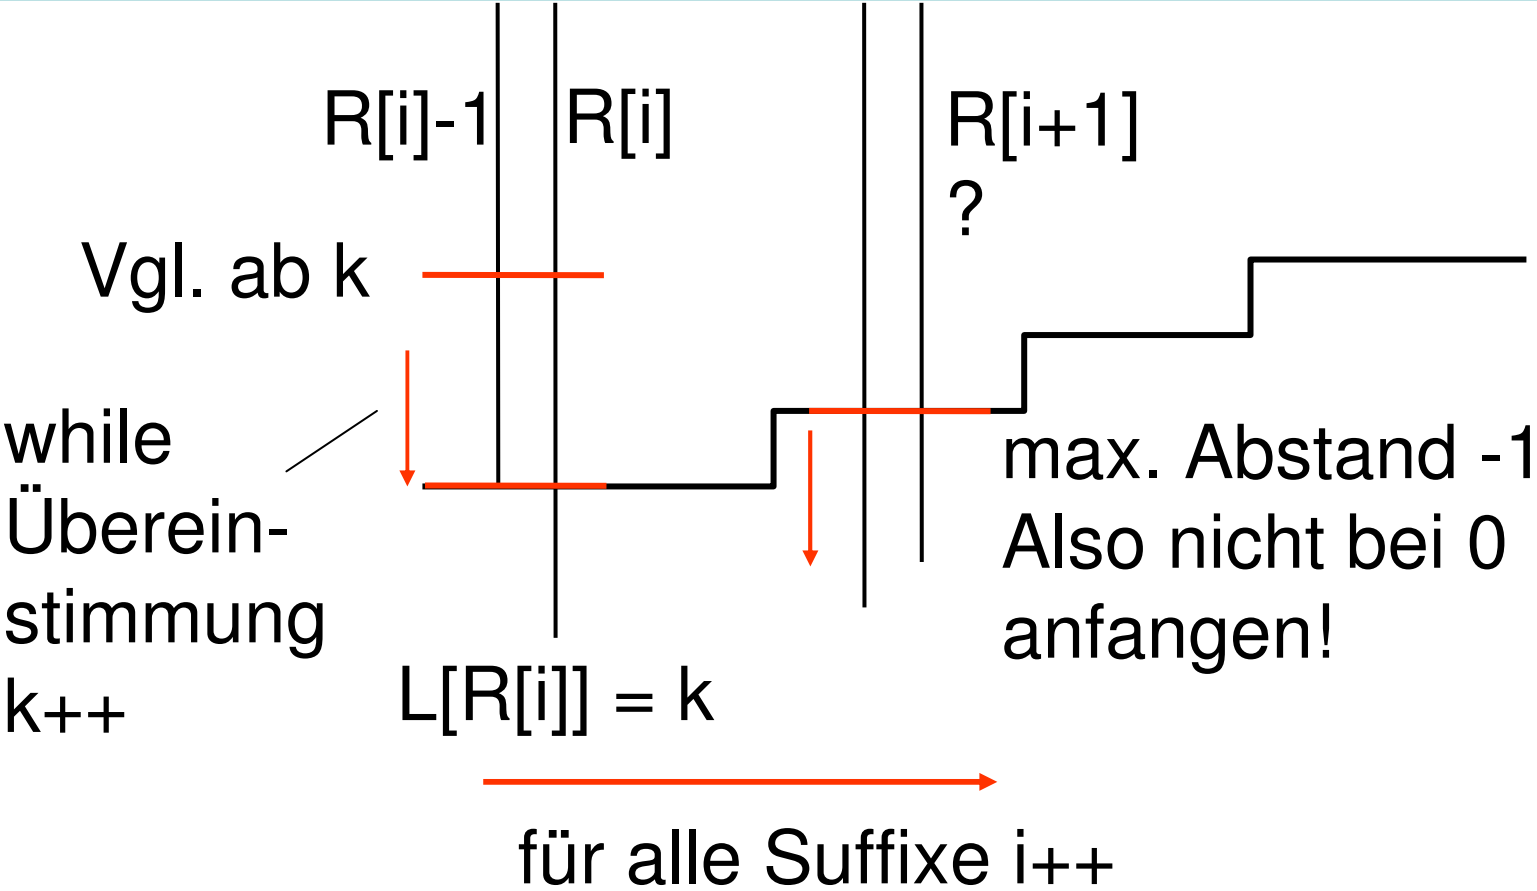 R[i]-1
R[i]
R[i+1]
?
Vgl. ab k
while
Überein-
stimmung
k++
max. Abstand -1
Also nicht bei 0
anfangen!
L[R[i]] = k
für alle Suffixe i++